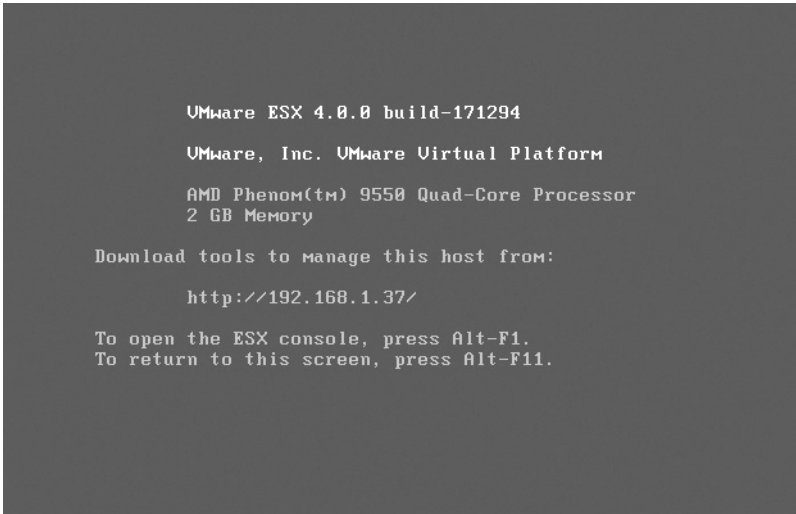 VMware ESX 4.0.0 build-171294
VMware, Inc. VMware Virtual Platform
AMD Phenom(tm) 9550 Quad-Core Processor
2 GB Memory
Download tools to manage this host from:
http://192.168.1.37/
To open the ESX console, press Alt-F1.
To return to this screen, press Alt-F11.